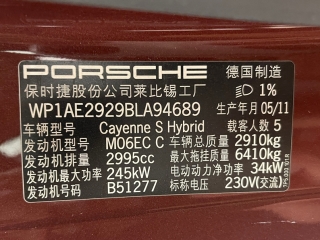 PORSCHE 德国制造
保时捷股份公司莱比锡工厂 1%
WP1AE2929BLA94689 生产年月 05/11
车辆型号 Cayenne S Hybrid 载客人数 5
发动机型号 M06EC C 车辆总质量 2910kg
发动机排量 2995cc 最大拖挂质量 6410kg
发动机最大功率 245kW 电动动力净功率 34kW
发动机号码 B51277 标称电压 230V(交流)